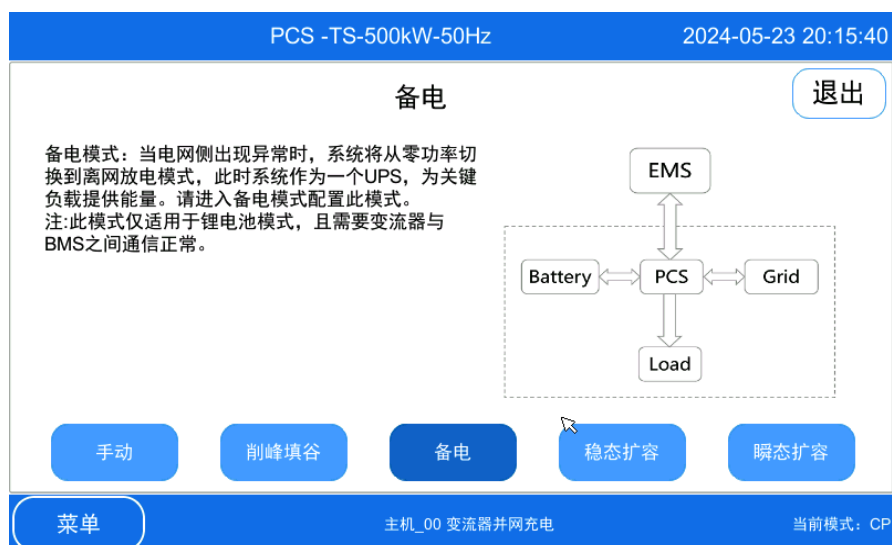 PCS -TS-500kW-50Hz
2024-05-23 20:15:40
备电
退出
备电模式：当电网侧出现异常时，系统将从零功率切
换到离网放电模式，此时系统作为一个UPS，为关键
负载提供能量。请进入备电模式配置此模式。
注:此模式仅适用于锂电池模式，且需要变流器与
BMS之间通信正常。
EMS
Battery
PCS
Grid
Load
手动
削峰填谷
备电
稳态扩容
瞬态扩容
菜单
主机_00 变流器并网充电
当前模式：CP